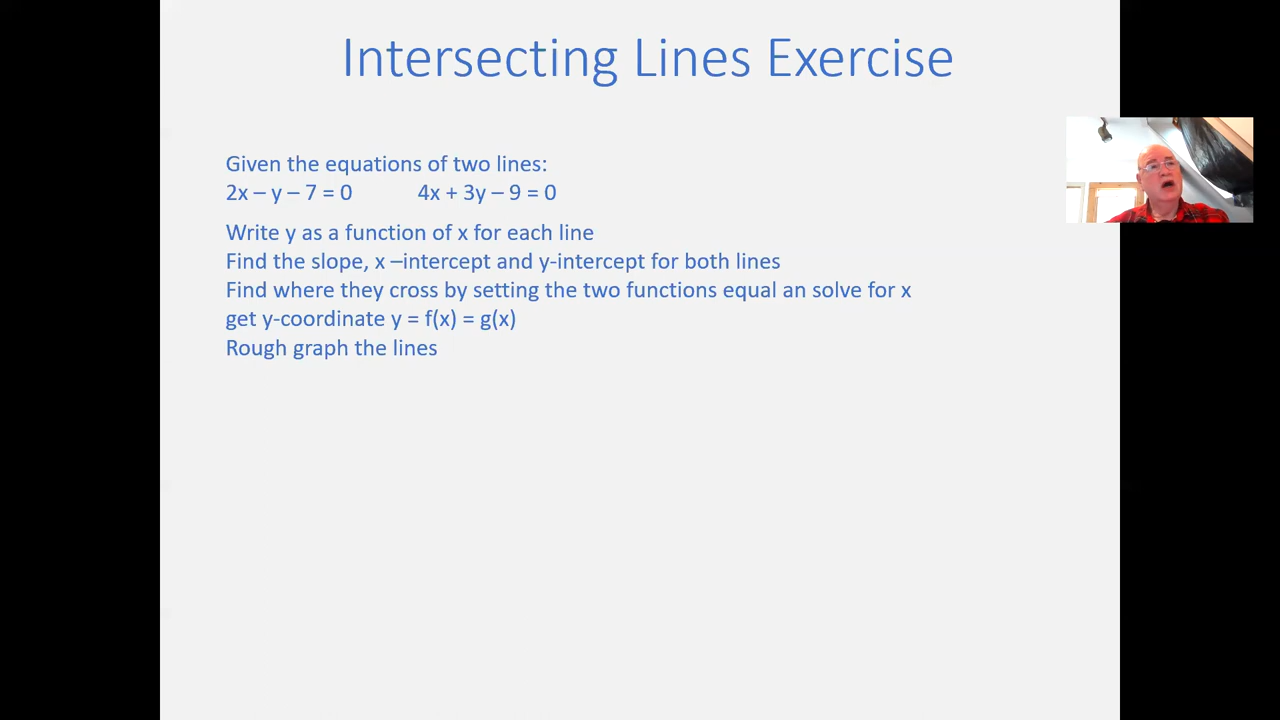 Intersecting Lines Exercise
Given the equations of two lines:
2x – y – 7 = 0 4x + 3y – 9 = 0
Write y as a function of x for each line
Find the slope, x –intercept and y-intercept for both lines
Find where they cross by setting the two functions equal an solve for x
get y-coordinate y = f(x) = g(x)
Rough graph the lines